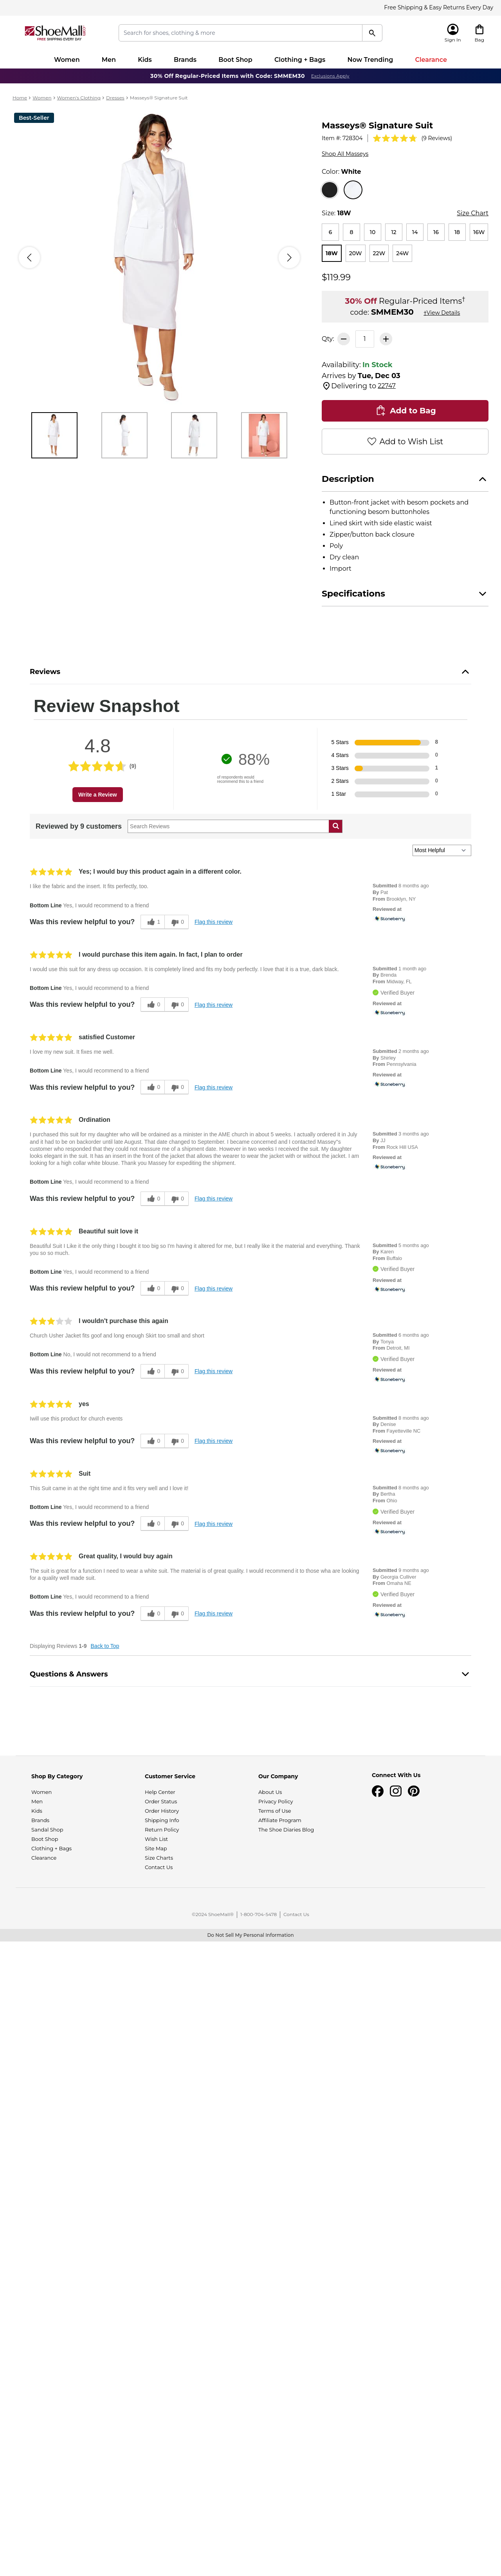 Free Shipping & Easy Returns Every Day
ShoeMall
FREE SHIPPING EVERY DAY
Search for shoes, clothing & more
Sign In
Bag
Women Men Kids Brands Boot Shop Clothing + Bags Now Trending Clearance
30% Off Regular-Priced Items with Code: SMMEM30 Exclusions Apply
Home > Women > Women's Clothing > Dresses > Masseys® Signature Suit
Best-Seller
Masseys® Signature Suit
Item #: 728304 (9 Reviews)
Shop All Masseys
Color: White
Size: 18W Size Chart
6 8 10 12 14 16 18 16W
18W 20W 22W 24W
$119.99
30% Off Regular-Priced Items†
code: SMMEM30 †View Details
Qty: 1
Availability: In Stock
Arrives by Tue, Dec 03
Delivering to 22747
Add to Bag
Add to Wish List
Description
• Button-front jacket with besom pockets and
functioning besom buttonholes
• Lined skirt with side elastic waist
• Zipper/button back closure
• Poly
• Dry clean
• Import
Specifications
Reviews
Review Snapshot
4.8
(9)
Write a Review
88%
of respondents would
recommend this to a friend
5 Stars 8
4 Stars 0
3 Stars 1
2 Stars 0
1 Star 0
Reviewed by 9 customers
Search Reviews
Most Helpful
Yes; I would buy this product again in a different color.
I like the fabric and the insert. It fits perfectly, too.
Bottom Line Yes, I would recommend to a friend
Was this review helpful to you? 1 0 Flag this review
Submitted 8 months ago
By Pat
From Brooklyn, NY
Reviewed at
Stoneberry
I would purchase this item again. In fact, I plan to order
I would use this suit for any dress up occasion. It is completely lined and fits my body perfectly. I love that it is a true, dark black.
Bottom Line Yes, I would recommend to a friend
Was this review helpful to you? 0 0 Flag this review
Submitted 1 month ago
By Brenda
From Midway, FL
Verified Buyer
Reviewed at
Stoneberry
satisfied Customer
I love my new suit. It fixes me well.
Bottom Line Yes, I would recommend to a friend
Was this review helpful to you? 0 0 Flag this review
Submitted 2 months ago
By Shirley
From Pennsylvania
Reviewed at
Stoneberry
Ordination
I purchased this suit for my daughter who will be ordained as a minister in the AME church in about 5 weeks. I actually ordered it in July
and it had to be on backorder until late August. That date changed to September. I became concerned and I contacted Massey''s
customer who responded that they could not reassure me of a shipment date. However in two weeks I received the suit. My daughter
looks elegant in the suit. It has an insert in the front of the jacket that allows the wearer to wear the jacket with or without the jacket. I am
looking for a high collar white blouse. Thank you Massey for expediting the shipment.
Bottom Line Yes, I would recommend to a friend
Was this review helpful to you? 0 0 Flag this review
Submitted 3 months ago
By JJ
From Rock Hill USA
Reviewed at
Stoneberry
Beautiful suit love it
Beautiful Suit I Like it the only thing I bought it too big so I'm having it altered for me, but I really like it the material and everything. Thank
you so much.
Bottom Line Yes, I would recommend to a friend
Was this review helpful to you? 0 0 Flag this review
Submitted 5 months ago
By Karen
From Buffalo
Verified Buyer
Reviewed at
Stoneberry
I wouldn't purchase this again
Church Usher Jacket fits goif and long enough Skirt too small and short
Bottom Line No, I would not recommend to a friend
Was this review helpful to you? 0 0 Flag this review
Submitted 6 months ago
By Tonya
From Detroit, MI
Verified Buyer
Reviewed at
Stoneberry
yes
Iwill use this product for church events
Was this review helpful to you? 0 0 Flag this review
Submitted 8 months ago
By Denise
From Fayetteville NC
Reviewed at
Stoneberry
Suit
This Suit came in at the right time and it fits very well and I love it!
Bottom Line Yes, I would recommend to a friend
Was this review helpful to you? 0 0 Flag this review
Submitted 8 months ago
By Bertha
From Ohio
Verified Buyer
Reviewed at
Stoneberry
Great quality, I would buy again
The suit is great for a function I need to wear a white suit. The material is of great quality. I would recommend it to those wha are looking
for a quality well made suit.
Bottom Line Yes, I would recommend to a friend
Was this review helpful to you? 0 0 Flag this review
Submitted 9 months ago
By Georgia Culliver
From Omaha NE
Verified Buyer
Reviewed at
Stoneberry
Displaying Reviews 1-9 Back to Top
Questions & Answers
Shop By Category
Women
Men
Kids
Brands
Sandal Shop
Boot Shop
Clothing + Bags
Clearance
Customer Service
Help Center
Order Status
Order History
Shipping Info
Return Policy
Wish List
Site Map
Size Charts
Contact Us
Our Company
About Us
Privacy Policy
Terms of Use
Affiliate Program
The Shoe Diaries Blog
Connect With Us
©2024 ShoeMall® | 1-800-704-5478 | Contact Us
Do Not Sell My Personal Information